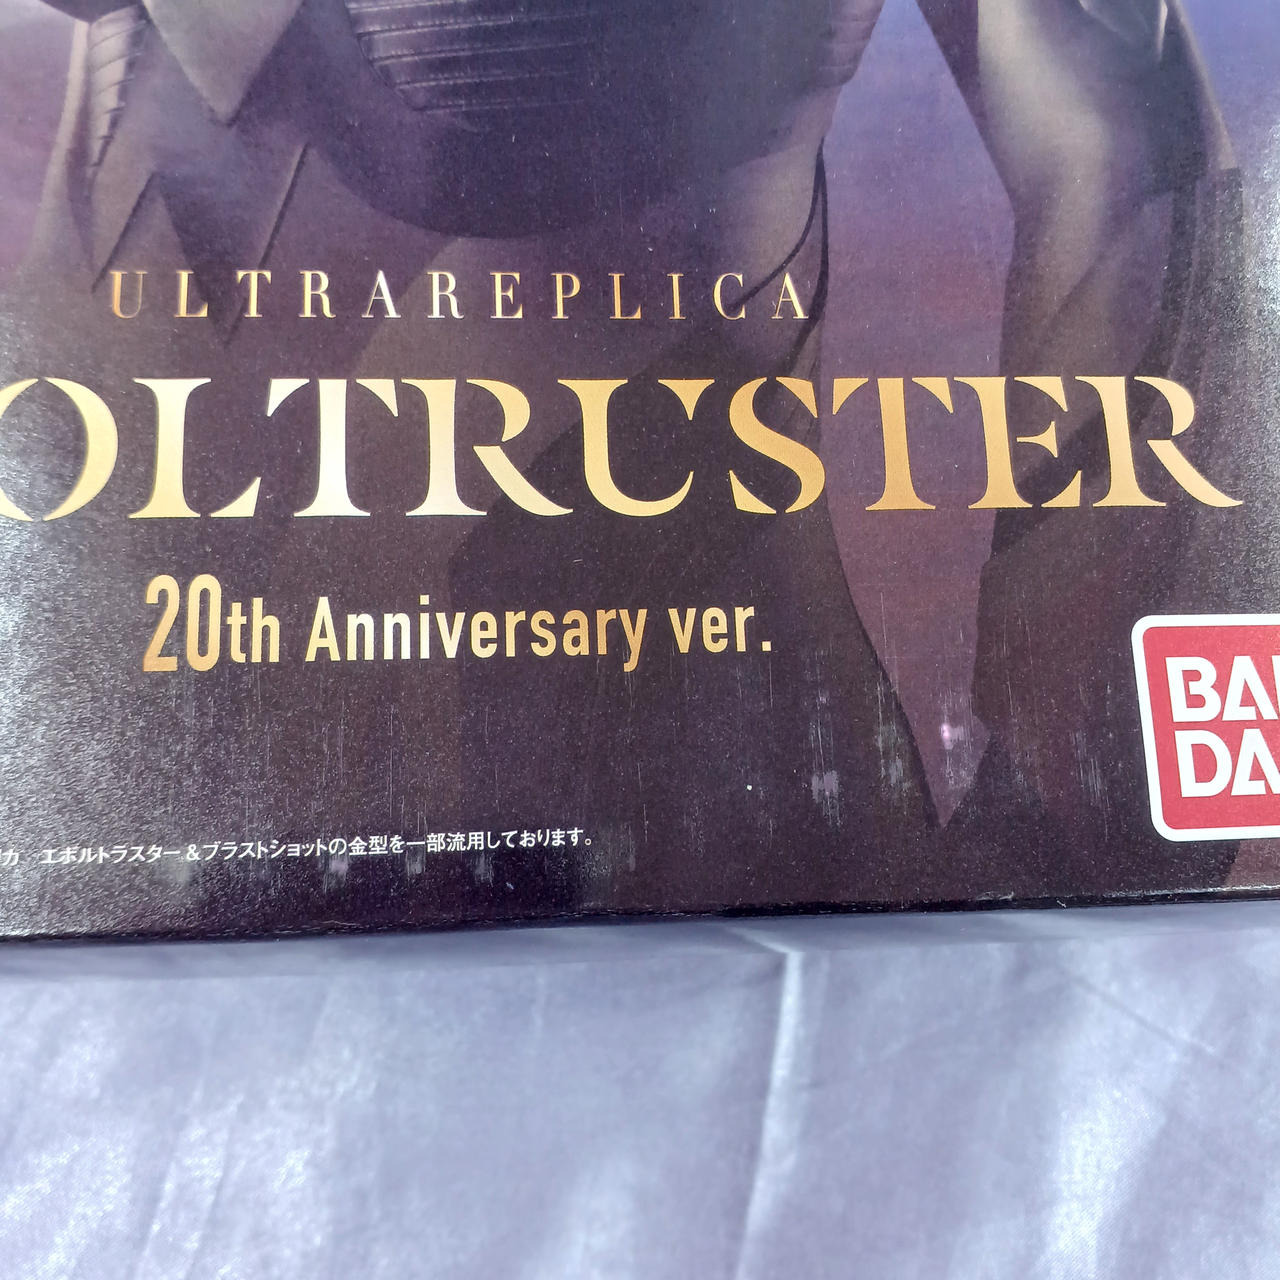 ULTRAREPLICA
OLTRUSTER
20th Anniversary ver.
BAN
DA
カ エボルトラスター＆ブラストショットの金型を一部流用しております。